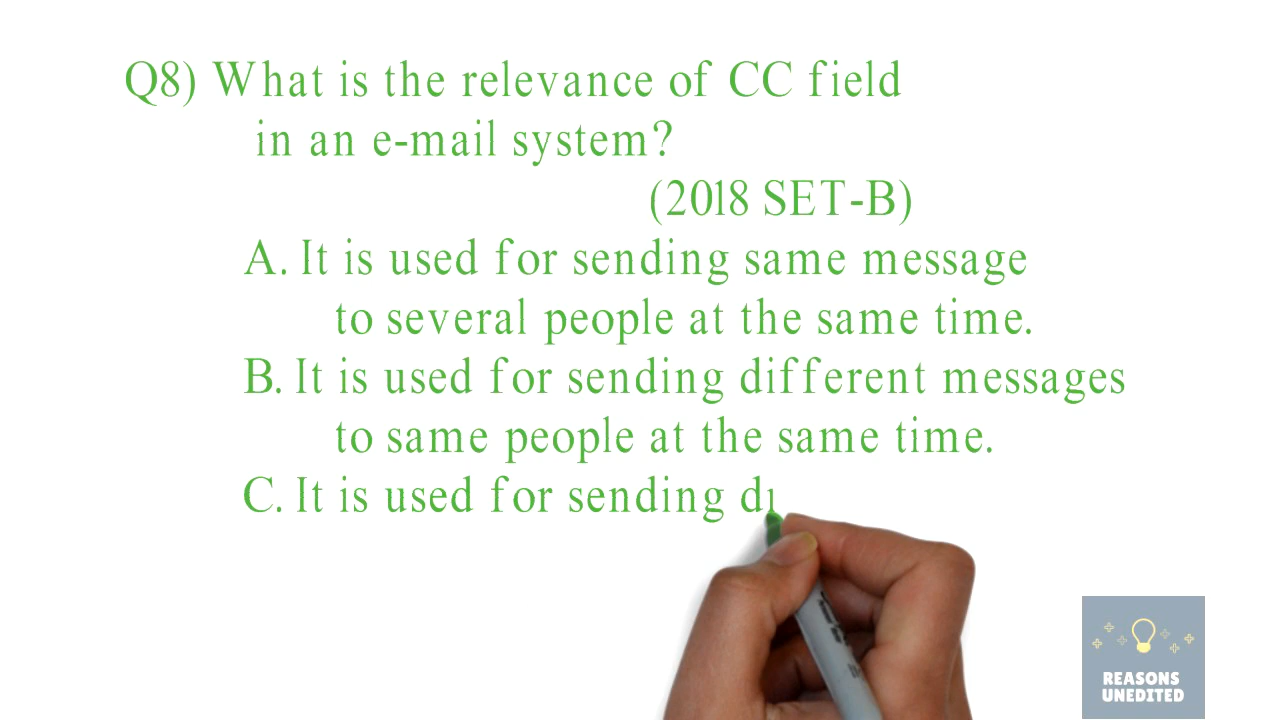 Q8) What is the relevance of CC field
in an e-mail system?
(2018 SET-B)
A. It is used for sending same message
to several people at the same time.
B. It is used for sending different messages
to same people at the same time.
C. It is used for sending
REASONS
UNEDITED